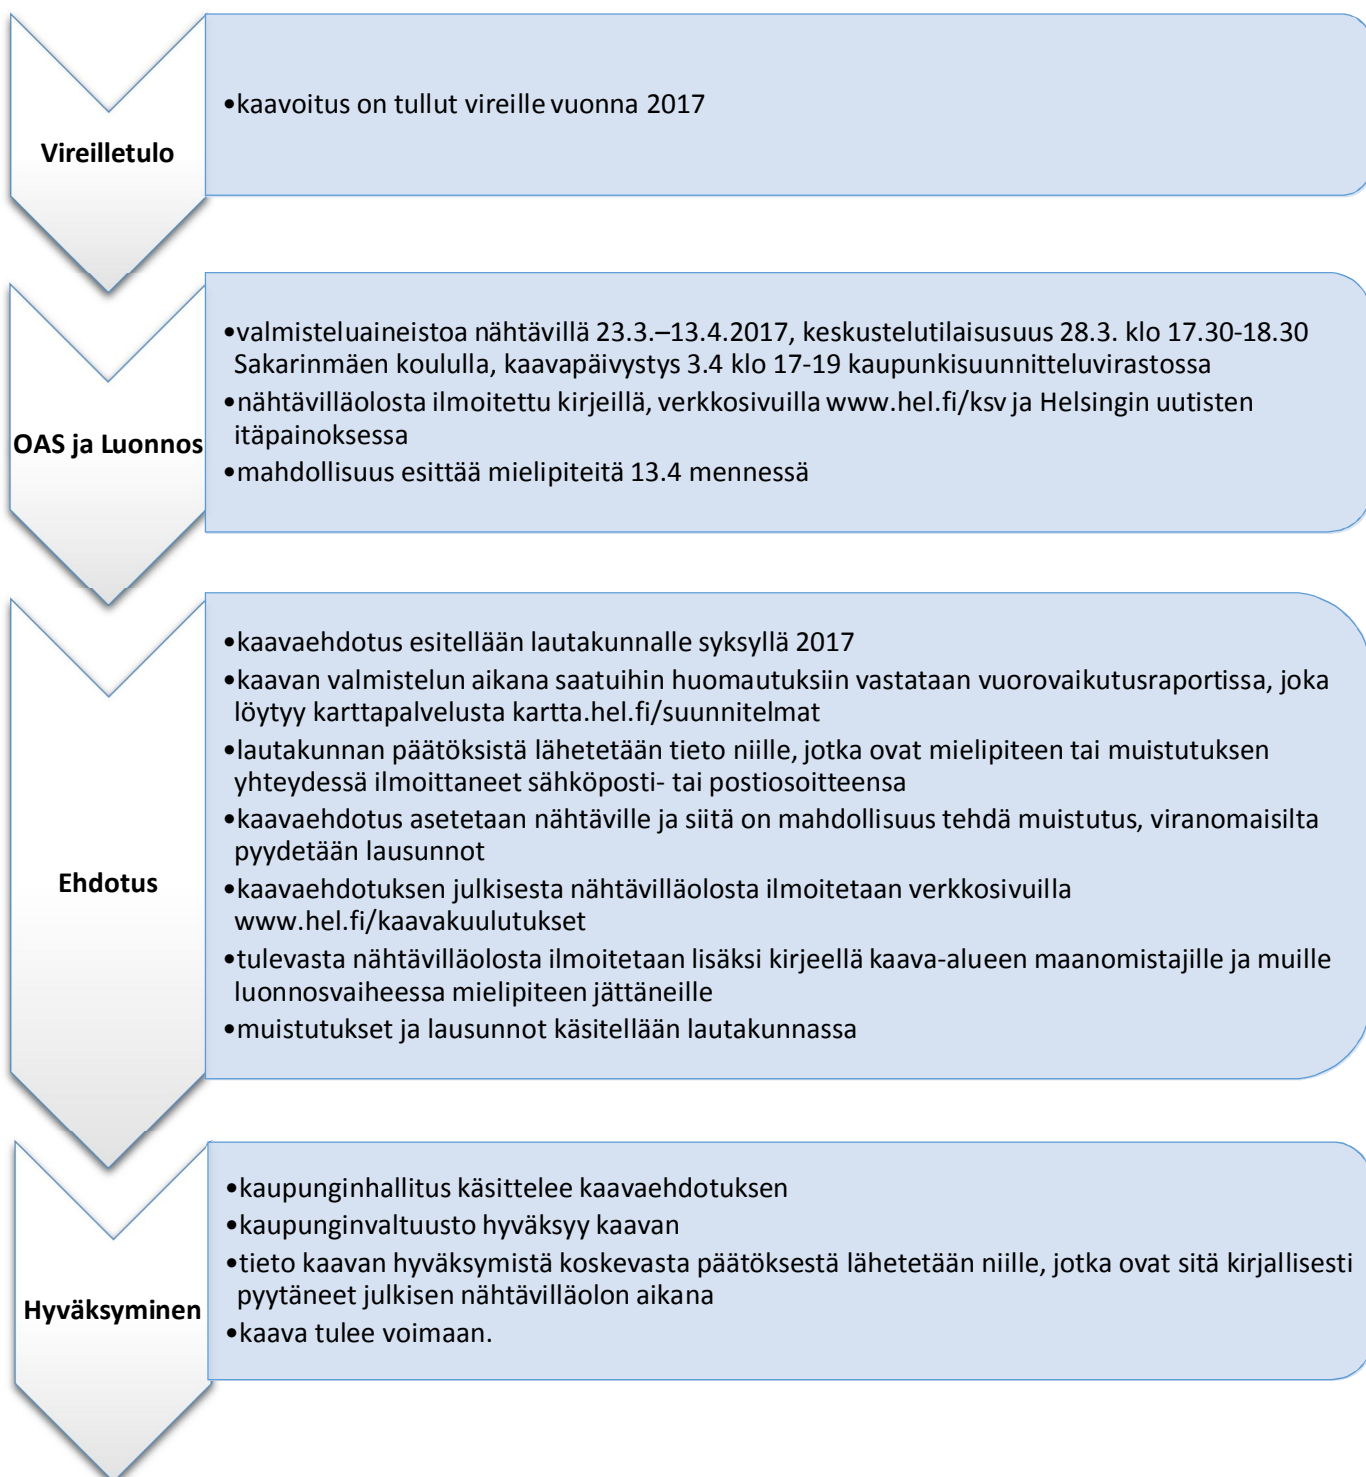 Vireilletulo
•kaavoitus on tullut vireille vuonna 2017
OAS ja Luonnos
•valmisteluaineistoa nähtävillä 23.3.–13.4.2017, keskustelutilaisusuus 28.3. klo 17.30-18.30
Sakarinmäen koululla, kaavapäivystys 3.4 klo 17-19 kaupunkisuunnitteluvirastossa
•nähtävilläolosta ilmoitettu kirjeillä, verkkosivuilla www.hel.fi/ksv ja Helsingin uutisten
itäpainoksessa
•mahdollisuus esittää mielipiteitä 13.4 mennessä
Ehdotus
•kaavaehdotus esitellään lautakunnalle syksyllä 2017
•kaavan valmistelun aikana saatuihin huomautuksiin vastataan vuorovaikutusraportissa, joka
löytyy karttapalvelusta kartta.hel.fi/suunnitelmat
•lautakunnan päätöksistä lähetetään tieto niille, jotka ovat mielipiteen tai muistutuksen
yhteydessä ilmoittaneet sähköposti- tai postiosoitteensa
•kaavaehdotus asetetaan nähtäville ja siitä on mahdollisuus tehdä muistutus, viranomaisilta
pyydetään lausunnot
•kaavaehdotuksen julkisesta nähtävilläolosta ilmoitetaan verkkosivuilla
www.hel.fi/kaavakuulutukset
•tulevasta nähtävilläolosta ilmoitetaan lisäksi kirjeellä kaava-alueen maanomistajille ja muille
luonnosvaiheessa mielipiteen jättäneille
•muistutukset ja lausunnot käsitellään lautakunnassa
Hyväksyminen
•kaupunginhallitus käsittelee kaavaehdotuksen
•kaupunginvaltuusto hyväksyy kaavan
•tieto kaavan hyväksymistä koskevasta päätöksestä lähetetään niille, jotka ovat sitä kirjallisesti
pyytäneet julkisen nähtävilläolon aikana
•kaava tulee voimaan.